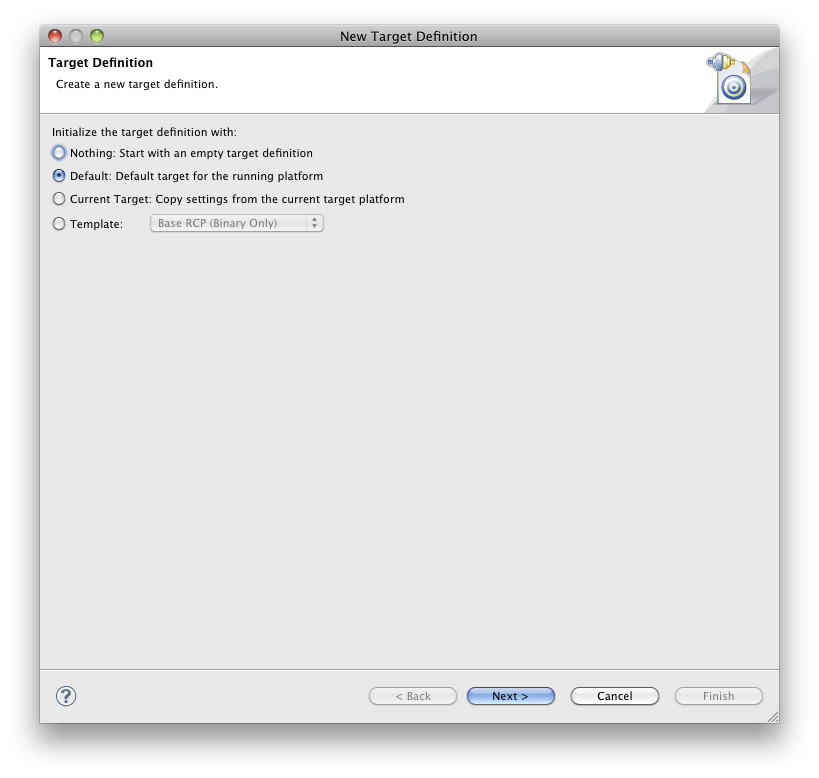 New Target Definition
Target Definition
Create a new target definition.
Initialize the target definition with:
Nothing: Start with an empty target definition
Default: Default target for the running platform
Current Target: Copy settings from the current target platform
Template: Base RCP (Binary Only)
? < Back Next > Cancel Finish